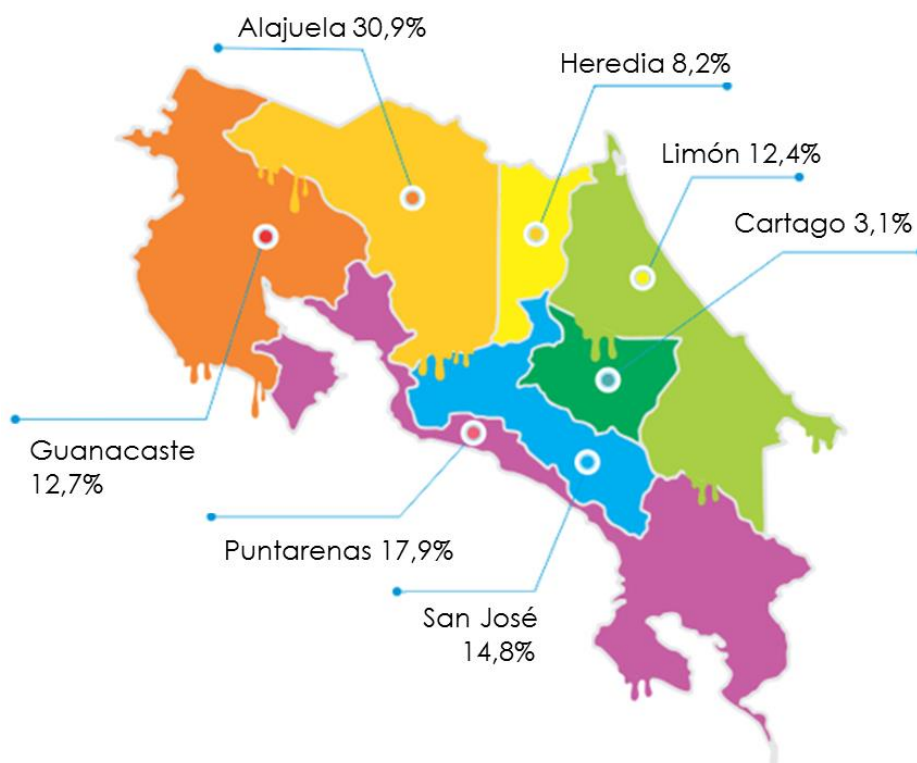 Alajuela 30,9%
Heredia 8,2%
Limón 12,4%
Cartago 3,1%
Guanacaste
12,7%
Puntarenas 17,9%
San José
14,8%